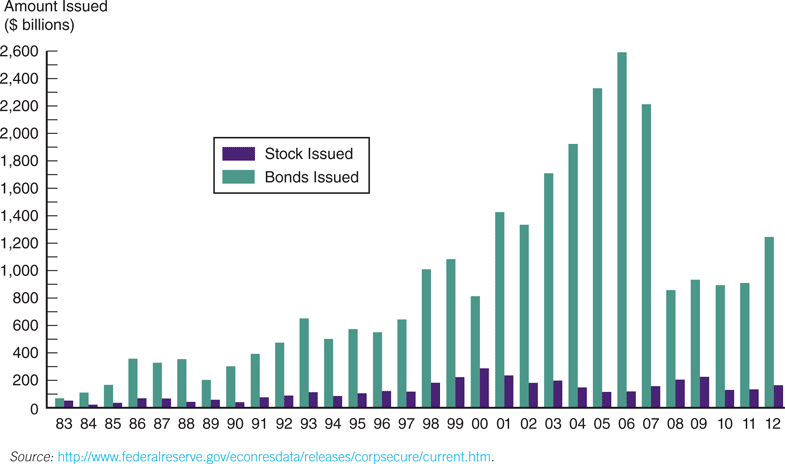 Amount Issued
($ billions)
2,600
2,400
2,200
2,000
1,800
1,600
1,400
1,200
1,000
800
600
400
200
0
Stock Issued
Bonds Issued
83 84 85 86 87 88 89 90 91 92 93 94 95 96 97 98 99 00 01 02 03 04 05 06 07 08 09 10 11 12
Source: http://www.federalreserve.gov/econresdata/releases/corpsecure/current.htm.